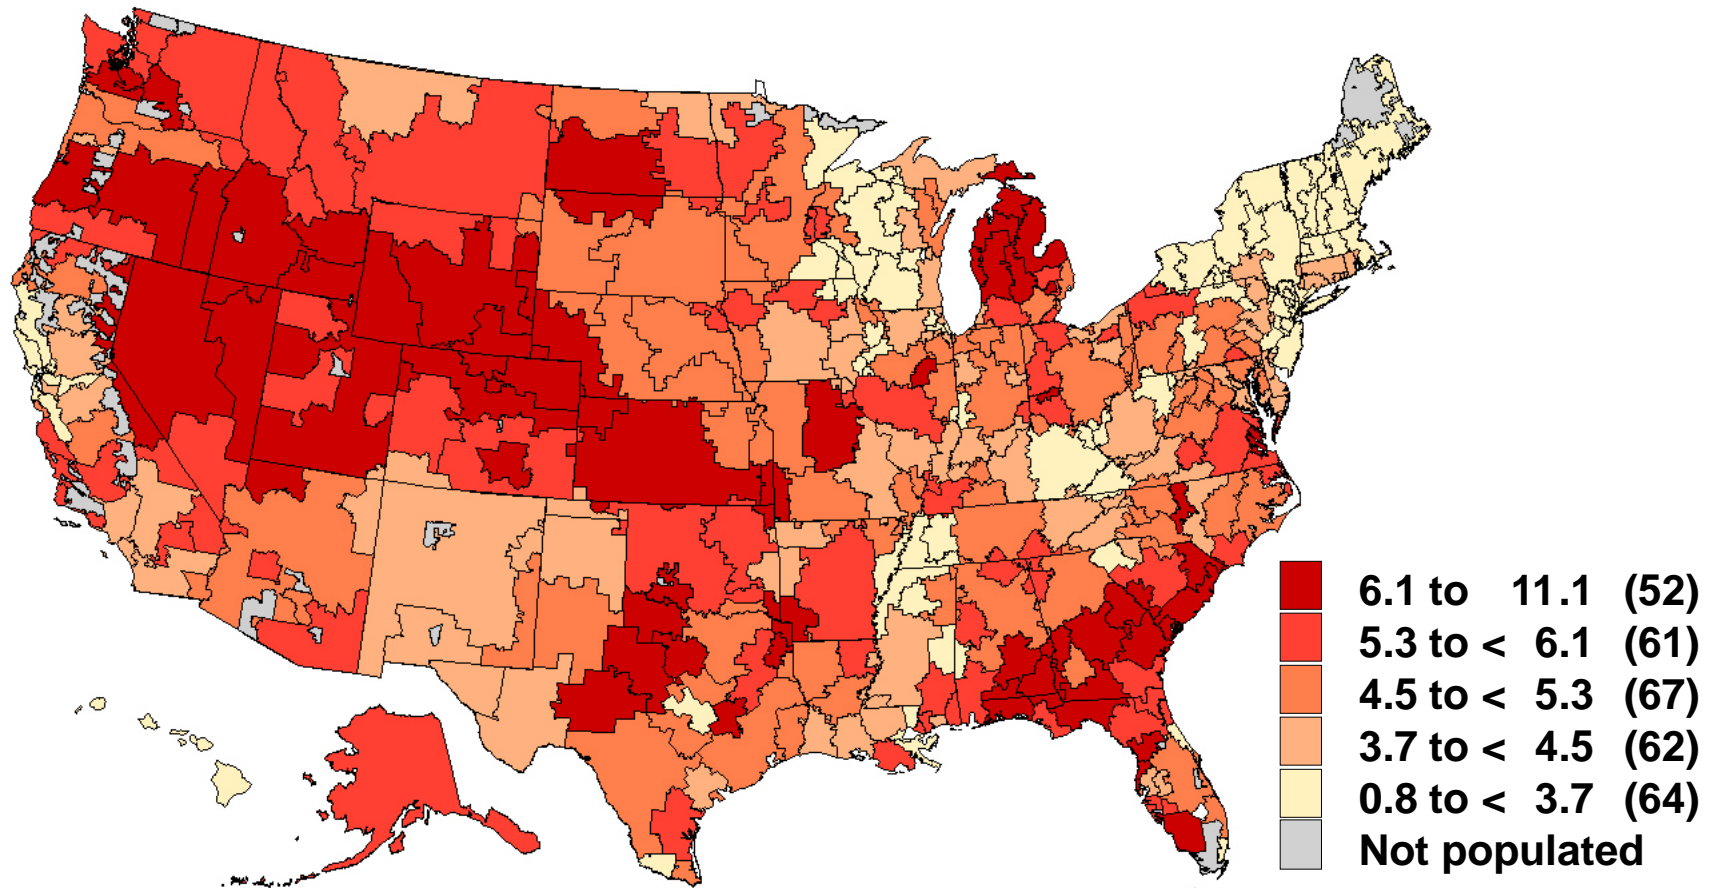 6.1 to 11.1 (52)
5.3 to < 6.1 (61)
4.5 to < 5.3 (67)
3.7 to < 4.5 (62)
0.8 to < 3.7 (64)
Not populated